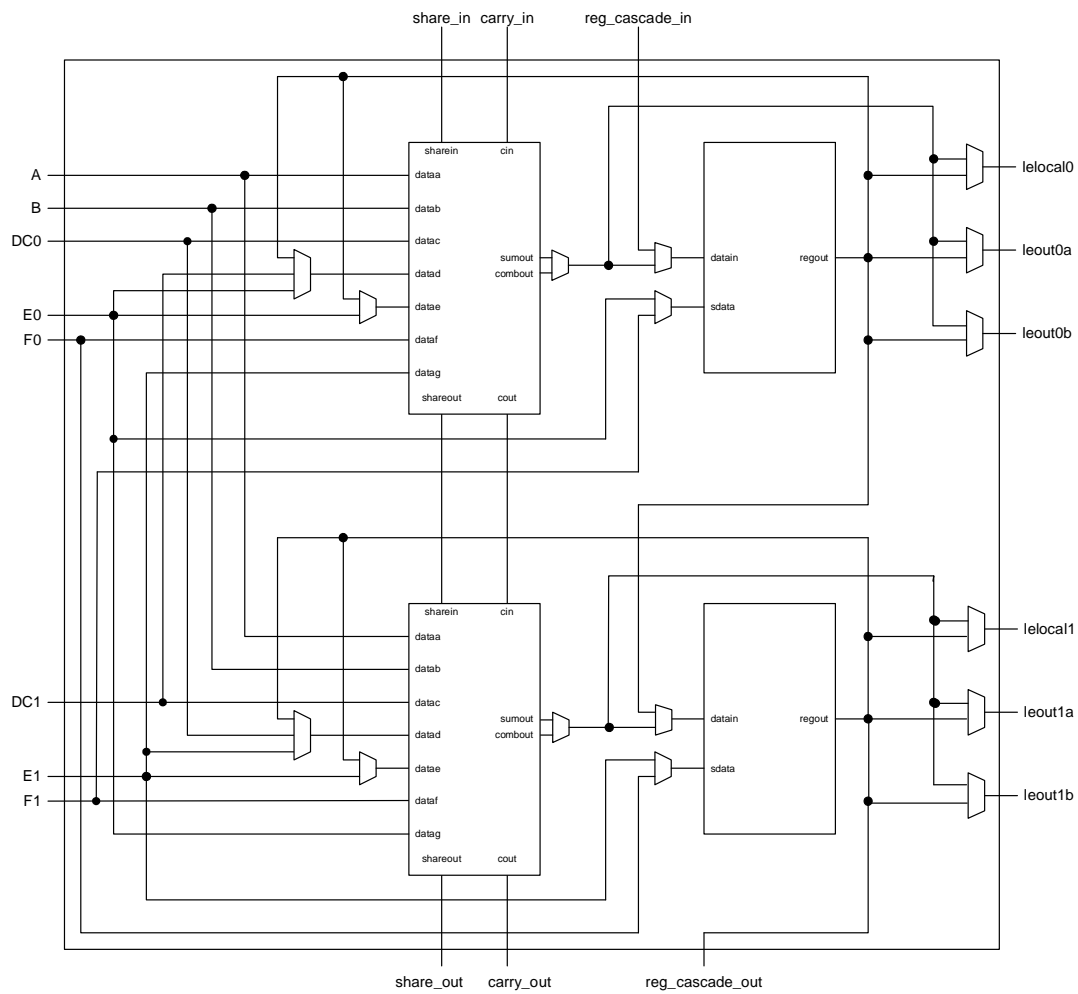 share_in carry_in reg_cascade_in
sharein cin
A dataa lelocal0
B datab
DC0 datac
sumout datain regout leout0a
combout
datad
E0 datae sdata
F0 dataf leout0b
datag
shareout cout
sharein cin
dataa lelocal1
datab
DC1 datac
sumout datain regout leout1a
combout
datad
E1 datae sdata
F1 dataf leout1b
datag
shareout cout
share_out carry_out reg_cascade_out